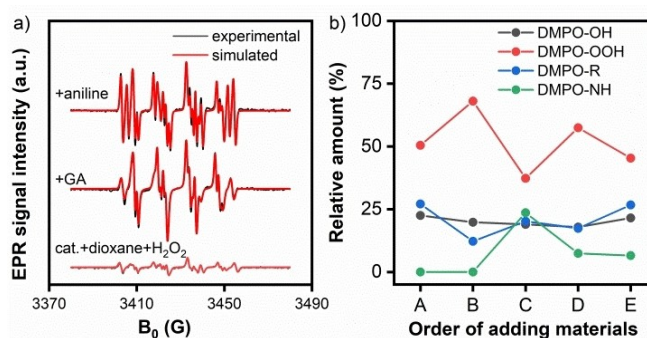 a)
EPR signal intensity (a.u.)
experimental
simulated
+aniline
+GA
cat.+dioxane+H₂O₂
3370
3410
3450
3490
B₀ (G)
b)
Relative amount (%)
100
75
50
25
0
DMPO-OH
DMPO-OOH
DMPO-R
DMPO-NH
A
B
C
D
E
Order of adding materials